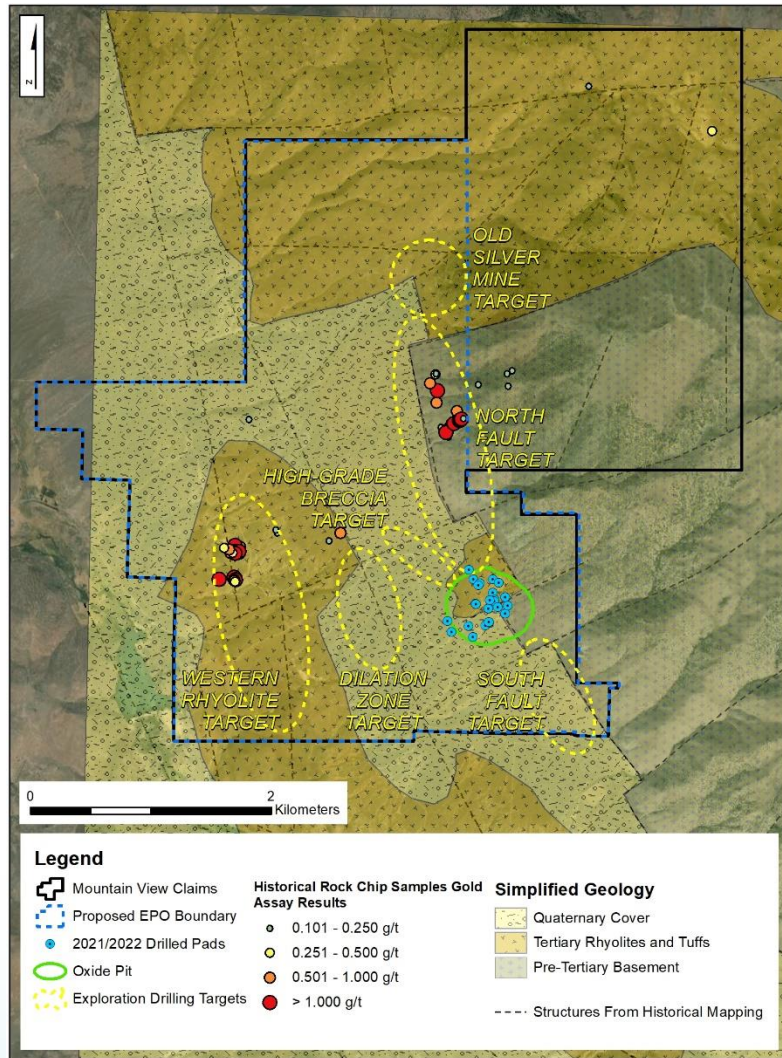 N
OLD
SILVER
MINE
TARGET
NORTH
FAULT
TARGET
HIGH-GRADE
BRECCIA
TARGET
WESTERN
RHYOLITE
TARGET
DILATION
ZONE
TARGET
SOUTH
FAULT
TARGET
0 2
Kilometers
Legend
Mountain View Claims
Proposed EPO Boundary
2021/2022 Drilled Pads
Oxide Pit
Exploration Drilling Targets
Historical Rock Chip Samples Gold
Assay Results
0.101 - 0.250 g/t
0.251 - 0.500 g/t
0.501 - 1.000 g/t
> 1.000 g/t
Simplified Geology
Quaternary Cover
Tertiary Rhyolites and Tuffs
Pre-Tertiary Basement
Structures From Historical Mapping